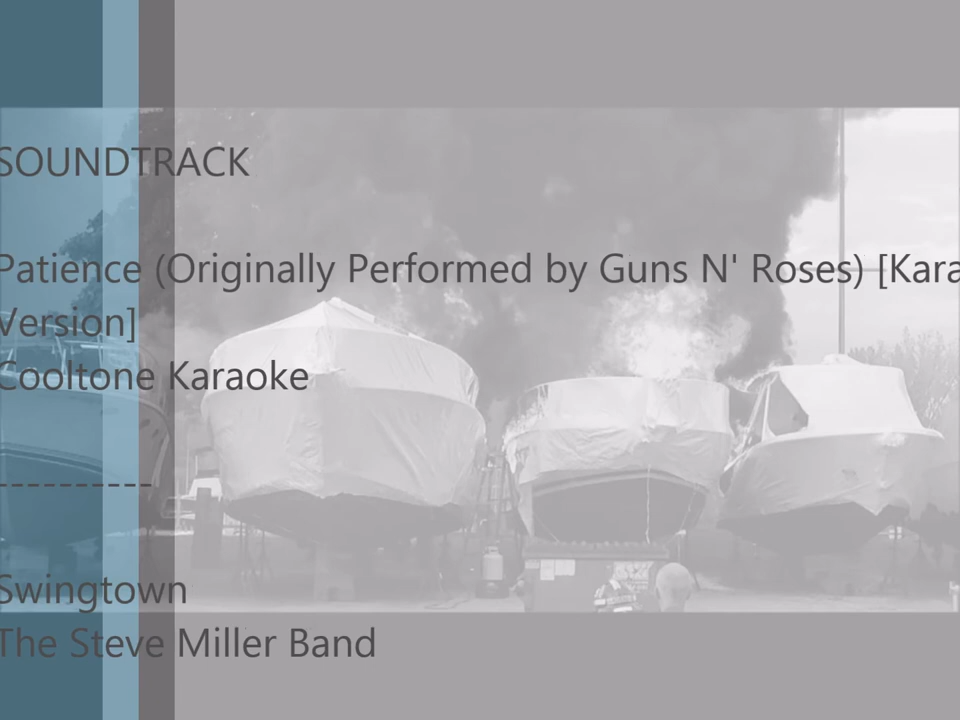 SOUNDTRACK
Patience (Originally Performed by Guns N' Roses) [Kara
Version]
Cooltone Karaoke
----------
Swingtown
The Steve Miller Band